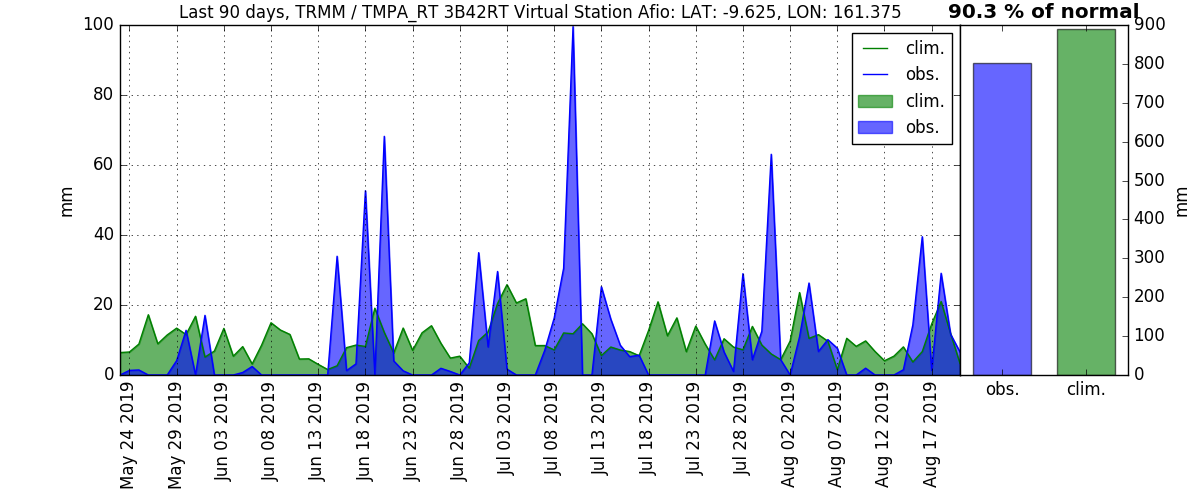 Last 90 days, TRMM / TMPA_RT 3B42RT Virtual Station Afio: LAT: -9.625, LON: 161.375
90.3 % of normal
100
80
60
40
20
0
mm
clim.
obs.
clim.
obs.
900
800
700
600
500
400
300
200
100
0
mm
May 24 2019
May 29 2019
Jun 03 2019
Jun 08 2019
Jun 13 2019
Jun 18 2019
Jun 23 2019
Jun 28 2019
Jul 03 2019
Jul 08 2019
Jul 13 2019
Jul 18 2019
Jul 23 2019
Jul 28 2019
Aug 02 2019
Aug 07 2019
Aug 12 2019
Aug 17 2019
obs.
clim.